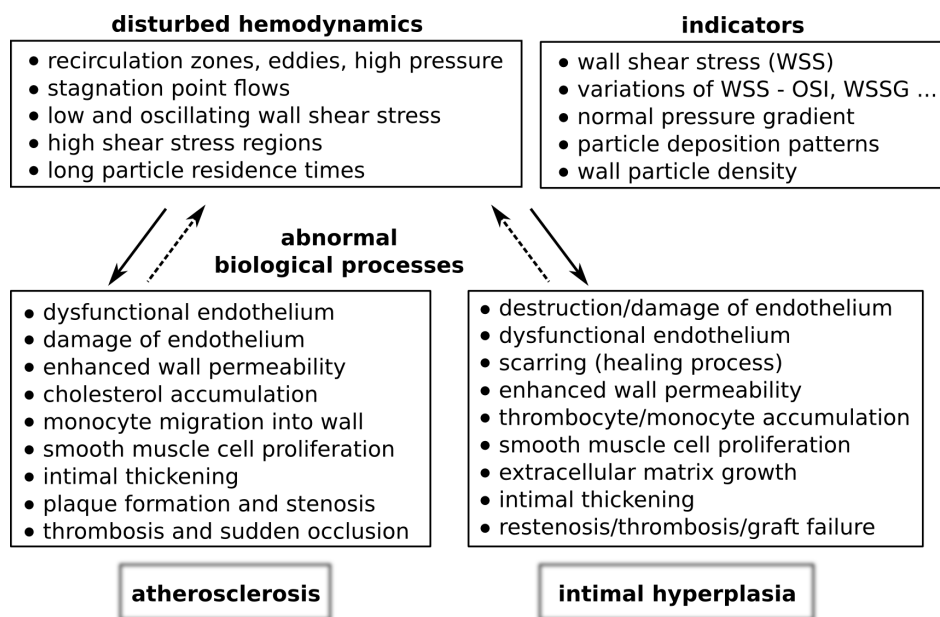 disturbed hemodynamics
• recirculation zones, eddies, high pressure
• stagnation point flows
• low and oscillating wall shear stress
• high shear stress regions
• long particle residence times
indicators
• wall shear stress (WSS)
• variations of WSS - OSI, WSSG ...
• normal pressure gradient
• particle deposition patterns
• wall particle density
abnormal
biological processes
• dysfunctional endothelium
• damage of endothelium
• enhanced wall permeability
• cholesterol accumulation
• monocyte migration into wall
• smooth muscle cell proliferation
• intimal thickening
• plaque formation and stenosis
• thrombosis and sudden occlusion
• destruction/damage of endothelium
• dysfunctional endothelium
• scarring (healing process)
• enhanced wall permeability
• thrombocyte/monocyte accumulation
• smooth muscle cell proliferation
• extracellular matrix growth
• intimal thickening
• restenosis/thrombosis/graft failure
atherosclerosis
intimal hyperplasia